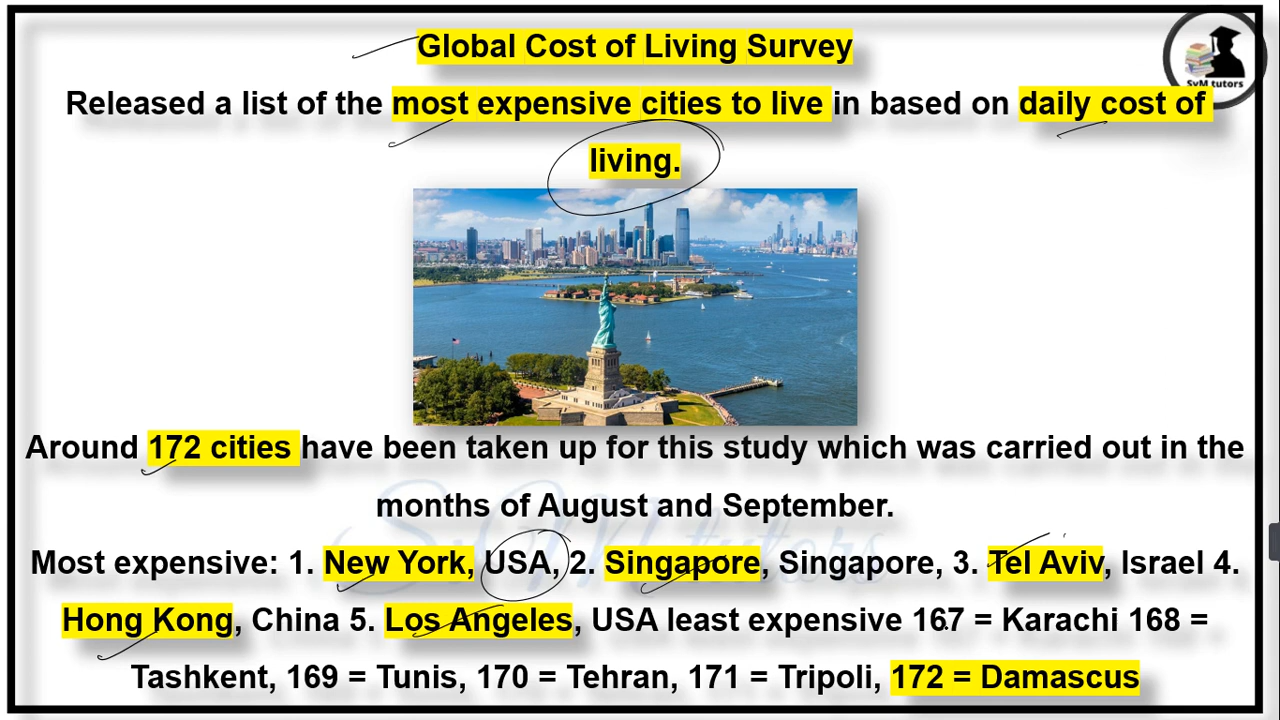 Global Cost of Living Survey
SvM tutors
Released a list of the most expensive cities to live in based on daily cost of
living.
Around 172 cities have been taken up for this study which was carried out in the
months of August and September.
SvM tutors
Most expensive: 1. New York, USA, 2. Singapore, Singapore, 3. Tel Aviv, Israel 4.
Hong Kong, China 5. Los Angeles, USA least expensive 167 = Karachi 168 =
Tashkent, 169 = Tunis, 170 = Tehran, 171 = Tripoli, 172 = Damascus